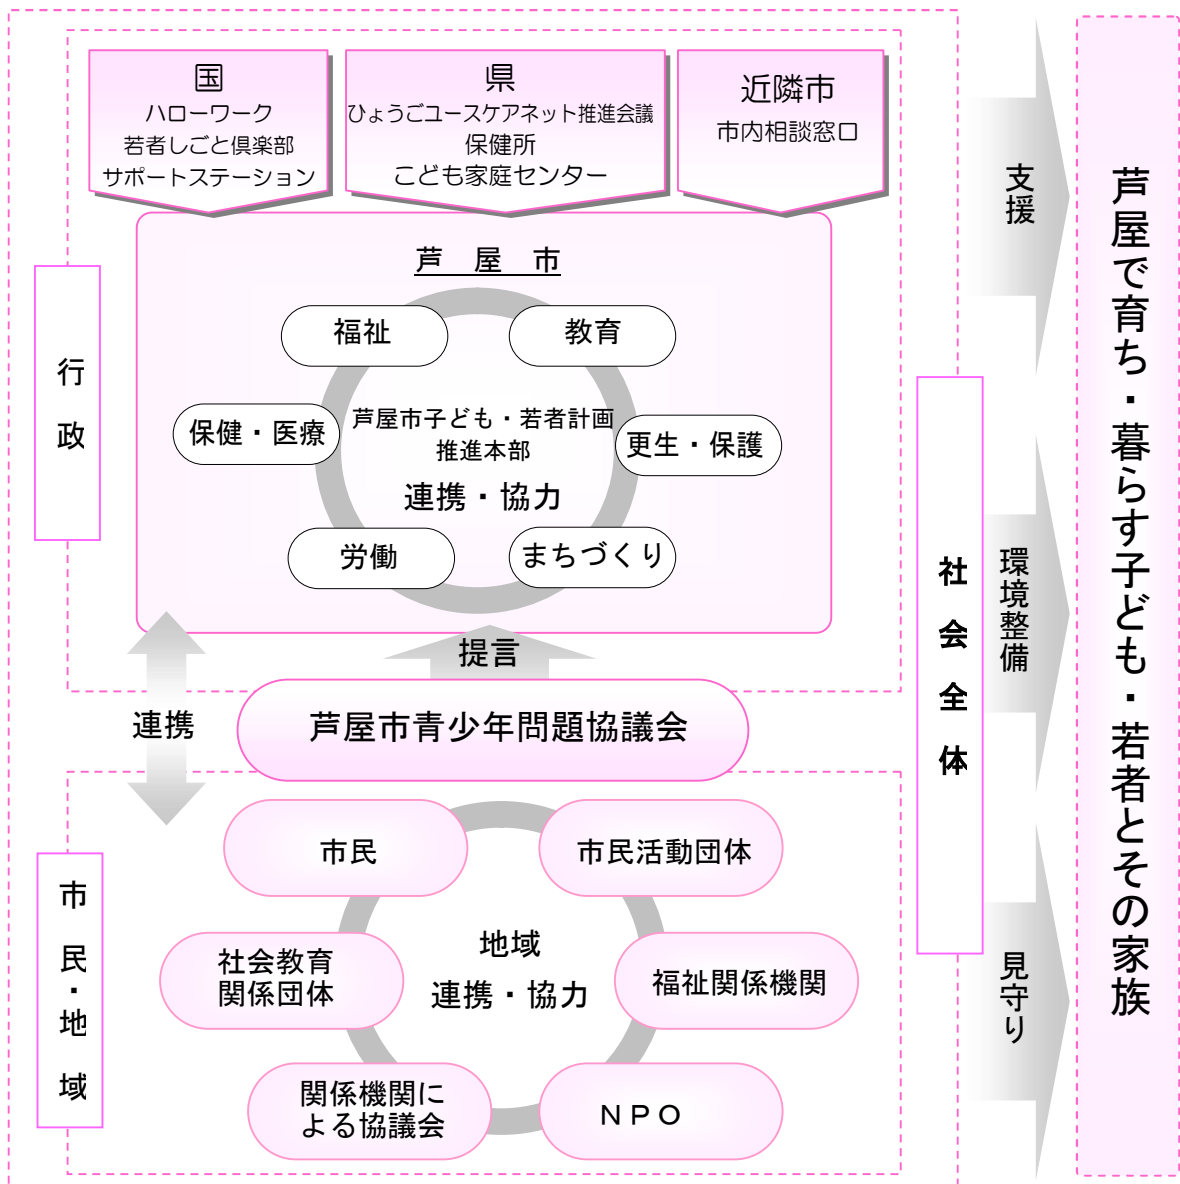 国
ハローワーク
若者しごと倶楽部
サポートステーション
県
ひょうごユースケアネット推進会議
保健所
こども家庭センター
近隣市
市内相談窓口
行政
芦屋市
福祉
教育
保健・医療
芦屋市子ども・若者計画
推進本部
連携・協力
更生・保護
労働
まちづくり
提言
連携
芦屋市青少年問題協議会
市民・地域
市民
市民活動団体
社会教育
関係団体
地域
連携・協力
福祉関係機関
関係機関に
よる協議会
ＮＰＯ
社会全体
支援
環境整備
見守り
芦屋で育ち・暮らす子ども・若者とその家族